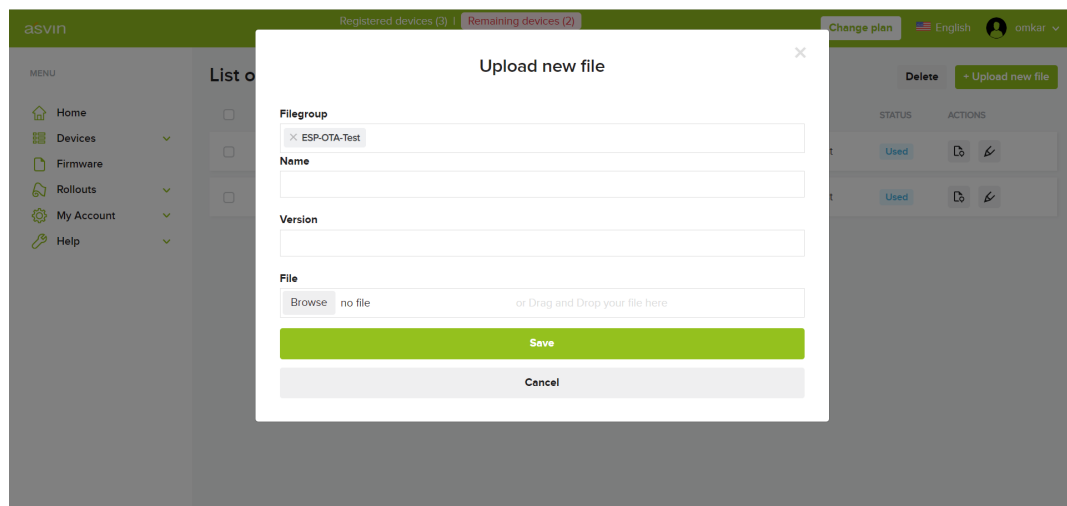 asvin
Registered devices (3) | Remaining devices (2)
Change plan
English
omkar
MENU
Home
Devices
Firmware
Rollouts
My Account
Help
List o
Delete
+ Upload new file
STATUS
ACTIONS
t
Used
t
Used
Upload new file
×
Filegroup
× ESP-OTA-Test
Name
Version
File
Browse no file or Drag and Drop your file here
Save
Cancel